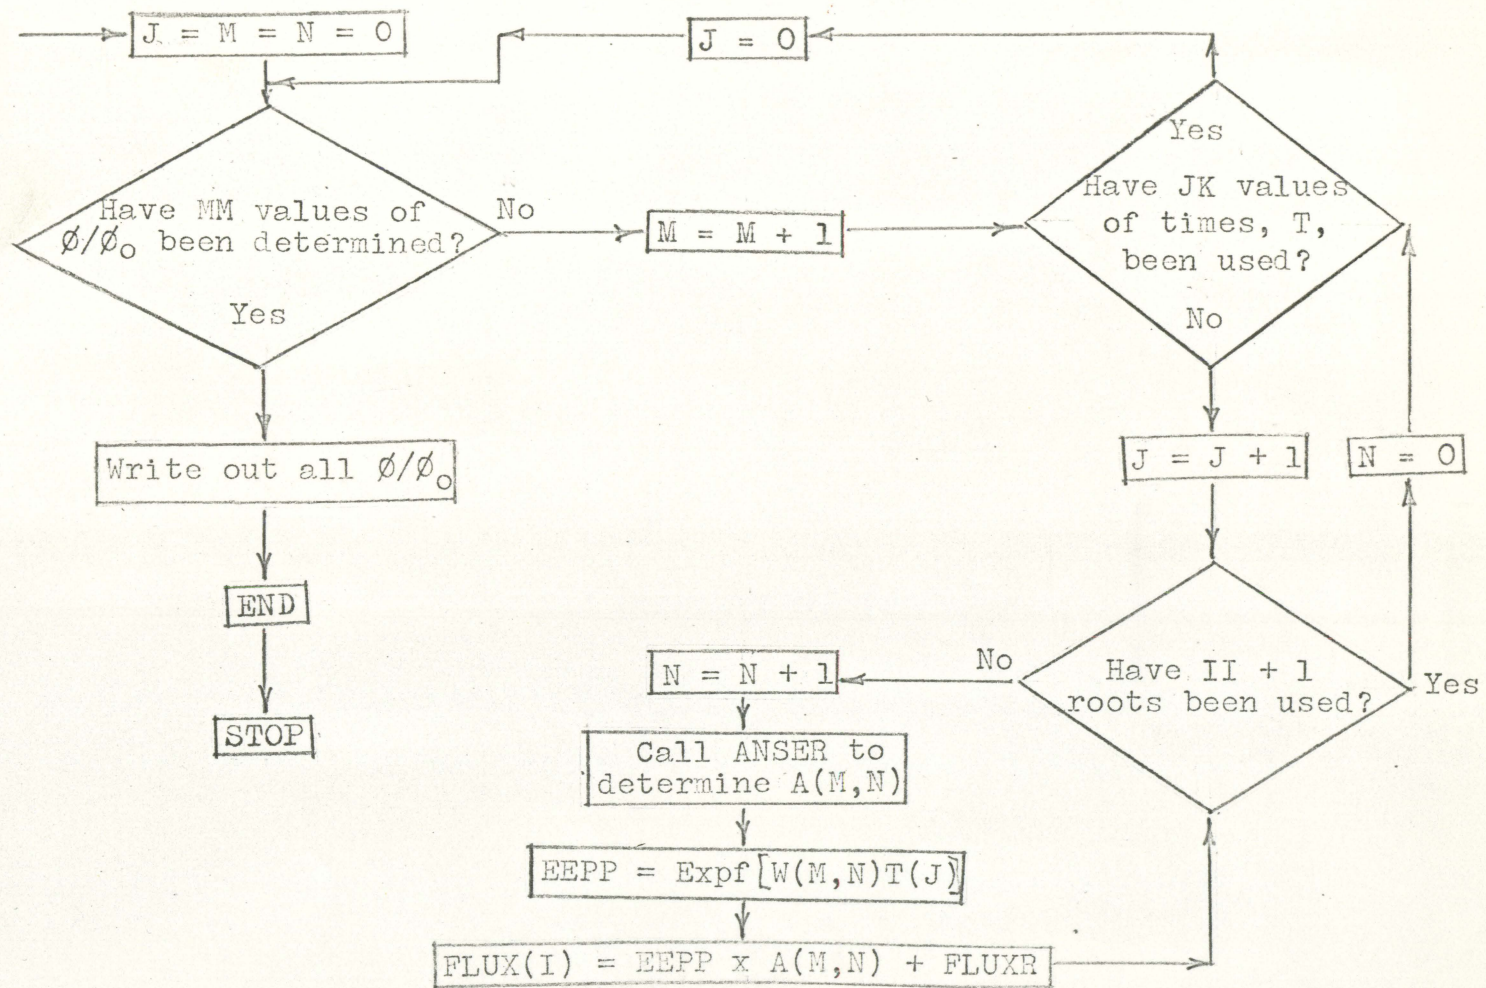 J = M = N = 0
J = 0
Have MM values of
Ø/Øo been determined?
Yes
No
M = M + 1
Yes
Have JK values
of times, T,
been used?
No
Write out all Ø/Øo
J = J + 1
N = 0
END
STOP
Have II + 1
roots been used?
No
Yes
N = N + 1
Call ANSER to
determine A(M,N)
EEPP = Expf[W(M,N)T(J)]
FLUX(I) = EEPP x A(M,N) + FLUXR